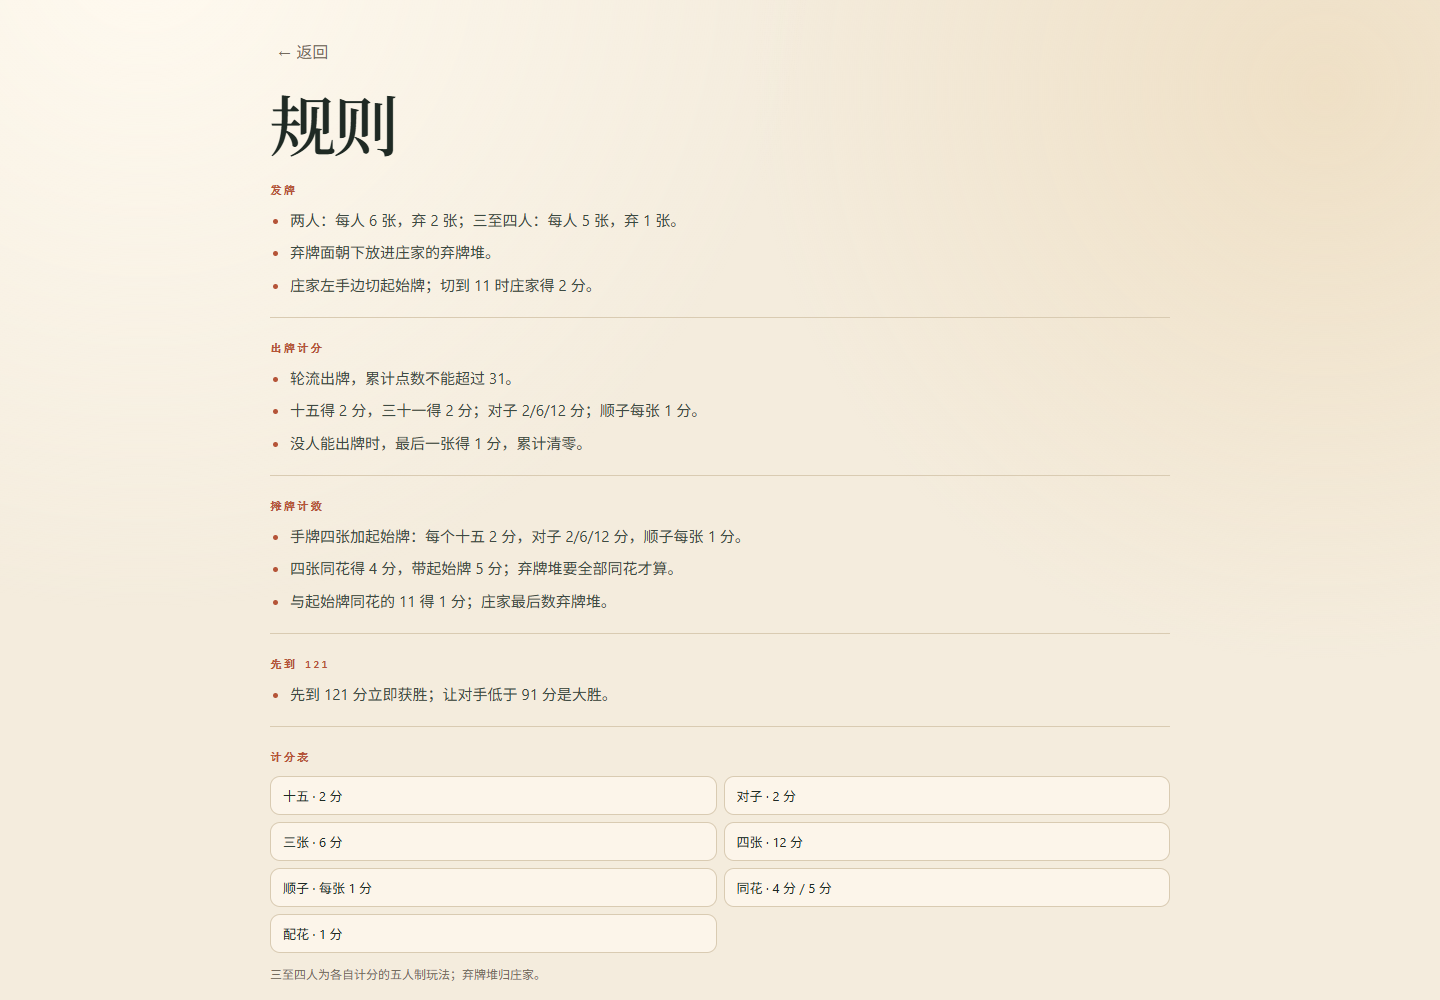 ← 返回
规则
发牌
两人：每人 6 张，弃 2 张；三至四人：每人 5 张，弃 1 张。
弃牌面朝下放进庄家的弃牌堆。
庄家左手边切起始牌；切到 11 时庄家得 2 分。
出牌计分
轮流出牌，累计点数不能超过 31。
十五得 2 分，三十一得 2 分；对子 2/6/12 分；顺子每张 1 分。
没人能出牌时，最后一张得 1 分，累计清零。
摊牌计数
手牌四张加起始牌：每个十五 2 分，对子 2/6/12 分，顺子每张 1 分。
四张同花得 4 分，带起始牌 5 分；弃牌堆要全部同花才算。
与起始牌同花的 11 得 1 分；庄家最后数弃牌堆。
先到 121
先到 121 分立即获胜；让对手低于 91 分是大胜。
计分表
十五 · 2 分
对子 · 2 分
三张 · 6 分
四张 · 12 分
顺子 · 每张 1 分
同花 · 4 分 / 5 分
配花 · 1 分
三至四人为各自计分的五人制玩法；弃牌堆归庄家。